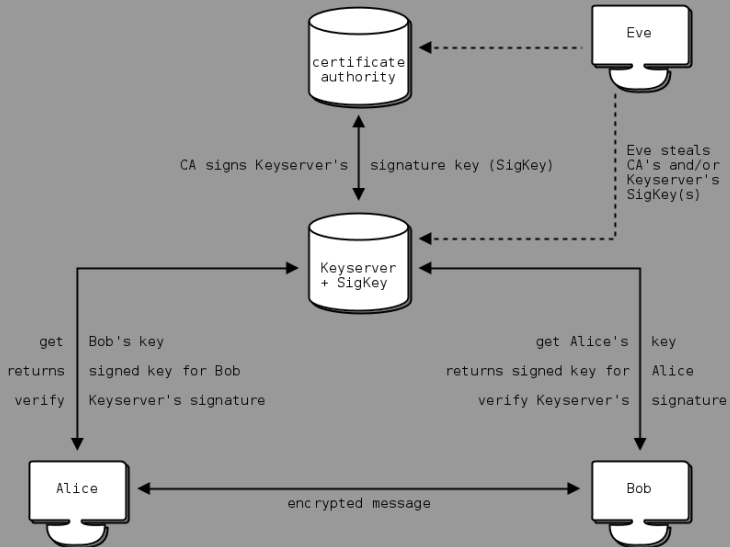 Eve
certificate
authority
Eve steals
CA's and/or
Keyserver's
SigKey(s)
CA signs Keyserver's signature key (SigKey)
Keyserver
+ SigKey
get Bob's key
returns signed key for Bob
verify Keyserver's signature
get Alice's key
returns signed key for Alice
verify Keyserver's signature
Alice
encrypted message
Bob